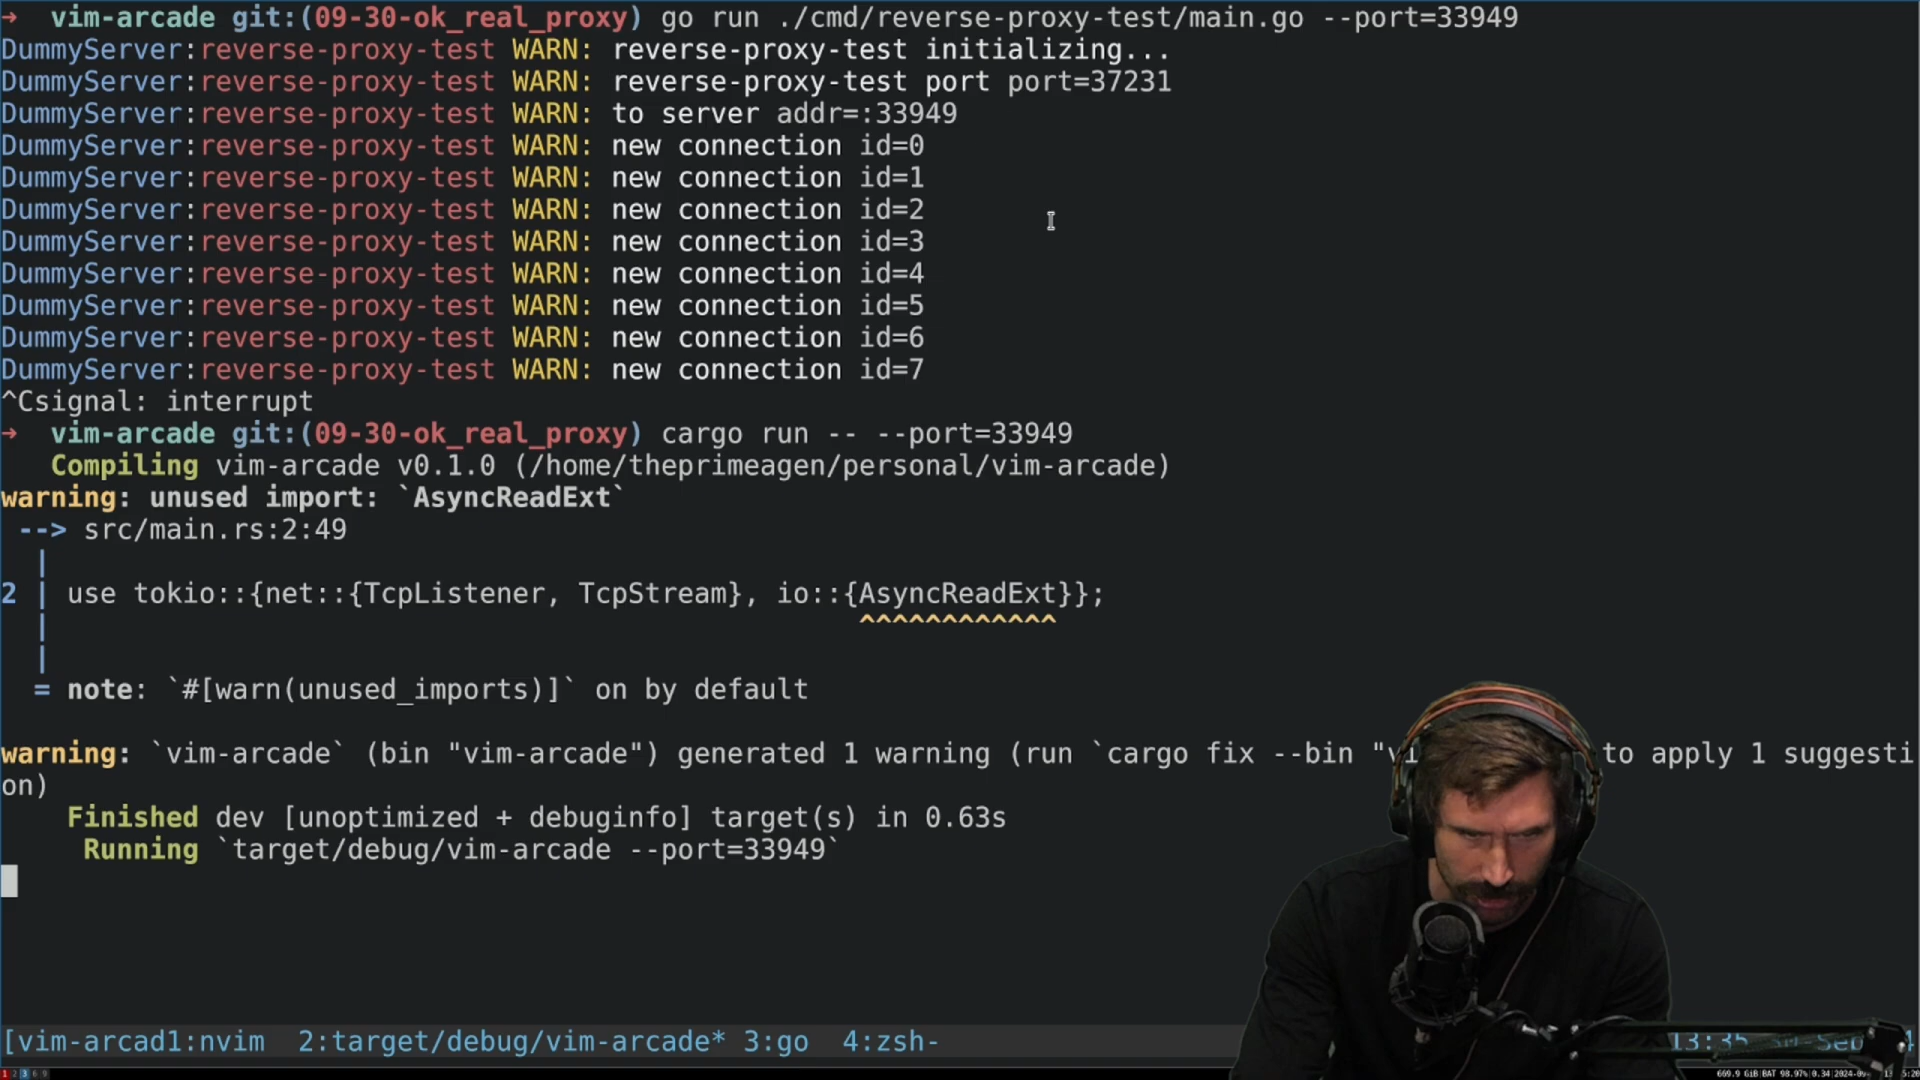 → vim-arcade git:(09-30-ok_real_proxy) go run ./cmd/reverse-proxy-test/main.go --port=33949
DummyServer:reverse-proxy-test WARN: reverse-proxy-test initializing...
DummyServer:reverse-proxy-test WARN: reverse-proxy-test port port=37231
DummyServer:reverse-proxy-test WARN: to server addr=:33949
DummyServer:reverse-proxy-test WARN: new connection id=0
DummyServer:reverse-proxy-test WARN: new connection id=1
DummyServer:reverse-proxy-test WARN: new connection id=2
DummyServer:reverse-proxy-test WARN: new connection id=3
DummyServer:reverse-proxy-test WARN: new connection id=4
DummyServer:reverse-proxy-test WARN: new connection id=5
DummyServer:reverse-proxy-test WARN: new connection id=6
DummyServer:reverse-proxy-test WARN: new connection id=7
^Csignal: interrupt
→ vim-arcade git:(09-30-ok_real_proxy) cargo run -- --port=33949
Compiling vim-arcade v0.1.0 (/home/theprimeagen/personal/vim-arcade)
warning: unused import: `AsyncReadExt`
--> src/main.rs:2:49
|
2 | use tokio::{net::{TcpListener, TcpStream}, io::{AsyncReadExt}};
| ^^^^^^^^^^^^
|
= note: `#[warn(unused_imports)]` on by default
warning: `vim-arcade` (bin "vim-arcade") generated 1 warning (run `cargo fix --bin "vi to apply 1 suggesti
on)
Finished dev [unoptimized + debuginfo] target(s) in 0.63s
Running `target/debug/vim-arcade --port=33949`
[vim-arcad1:nvim 2:target/debug/vim-arcade* 3:go 4:zsh- 13:35